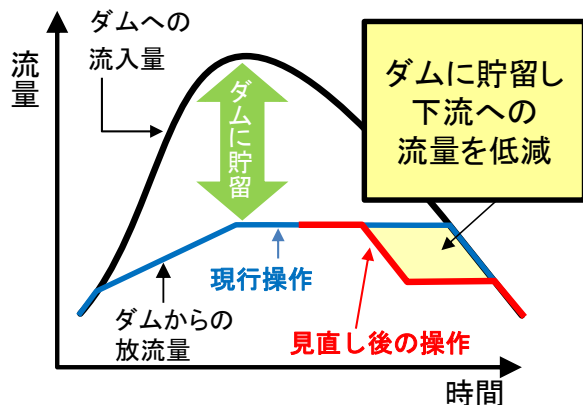 ダムへの
流入量
流量
ダムに貯留
ダムに貯留し
下流への
流量を低減
現行操作
ダムからの
放流量
見直し後の操作
時間